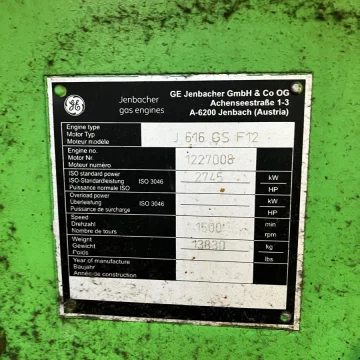 GE Jenbacher GmbH & Co OG
Achenseestraße 1-3
A-6200 Jenbach (Austria)
Jenbacher
gas engines
Engine type
Motor Typ
Moteur modèle
J 616 GS F12
Engine no.
Motor Nr.
Moteur numéro
1227008
ISO standard power
ISO-Standardleistung
Puissance normale ISO
ISO 3046
2745
kW
HP
Overload power
Überleistung
Puissance de surcharge
ISO 3046
kW
HP
Speed
Drehzahl
Nombre de tours
1500
min
rpm
Weight
Gewicht
Poids
13830
kg
lbs
Year of manufacture
Baujahr
Année de construction